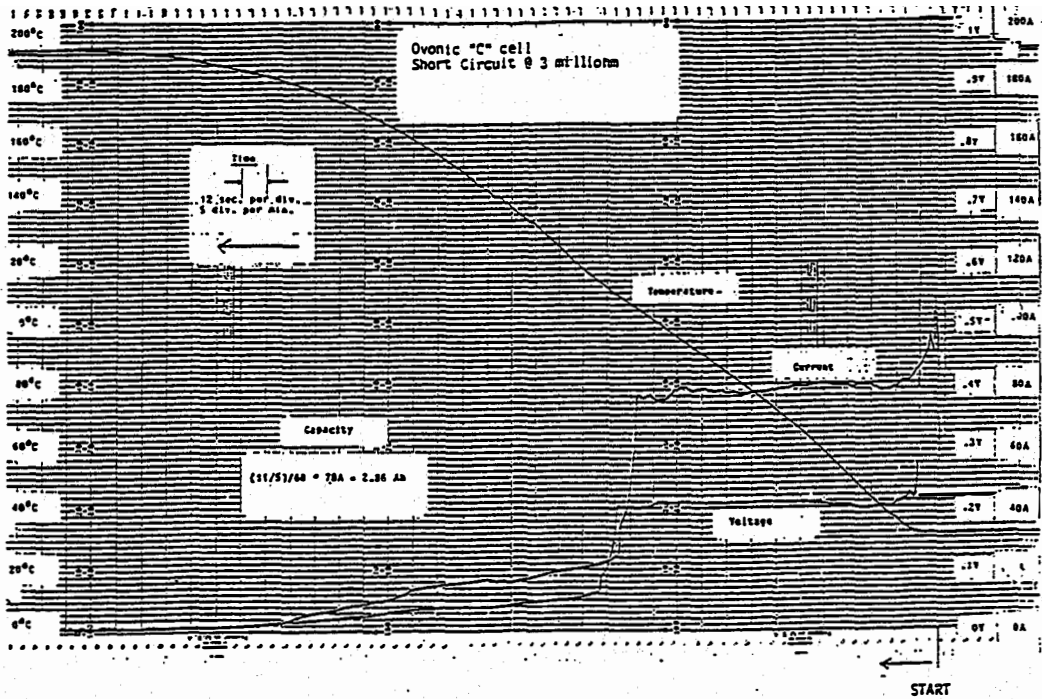 200°C
180°C
160°C
140°C
20°C
80°C
60°C
40°C
20°C
0°C
Ovonic "C" cell
Short Circuit @ 3 milliohm
Time
12 sec. per div.
5 div. per min.
Temperature
Current
Capacity
Voltage
1V 200A
.9V 180A
.8V 160A
.7V 140A
.6V 120A
.4V 80A
.3V 60A
.2V 40A
.1V
0V 0A
START